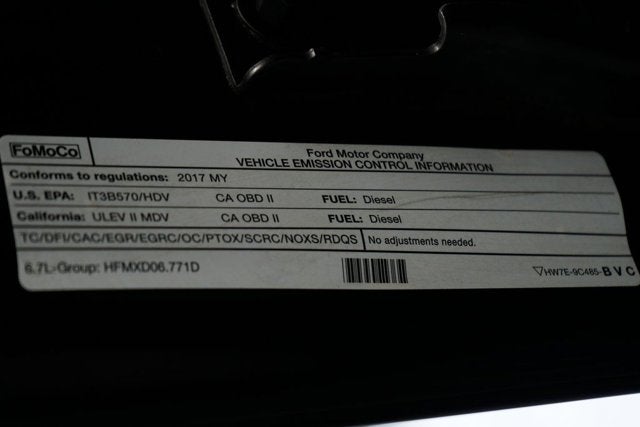 FoMoCo
Ford Motor Company
VEHICLE EMISSION CONTROL INFORMATION
Conforms to regulations: 2017 MY
U.S. EPA: IT3B570/HDV CA OBD II FUEL: Diesel
California: ULEV II MDV CA OBD II FUEL: Diesel
TC/DFI/CAC/EGR/EGRC/OC/PTOX/SCRC/NOXS/RDQS No adjustments needed.
6.7L-Group: HFMXD06.771D HW7E-9C485-BVC